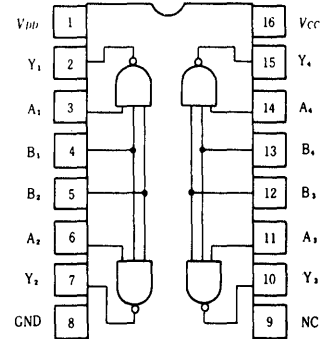 VDD 1 16 VCC
Y1 2 15 Y4
A1 3 14 A4
B1 4 13 B4
B2 5 12 B3
A2 6 11 A3
Y2 7 10 Y3
GND 8 9 NC